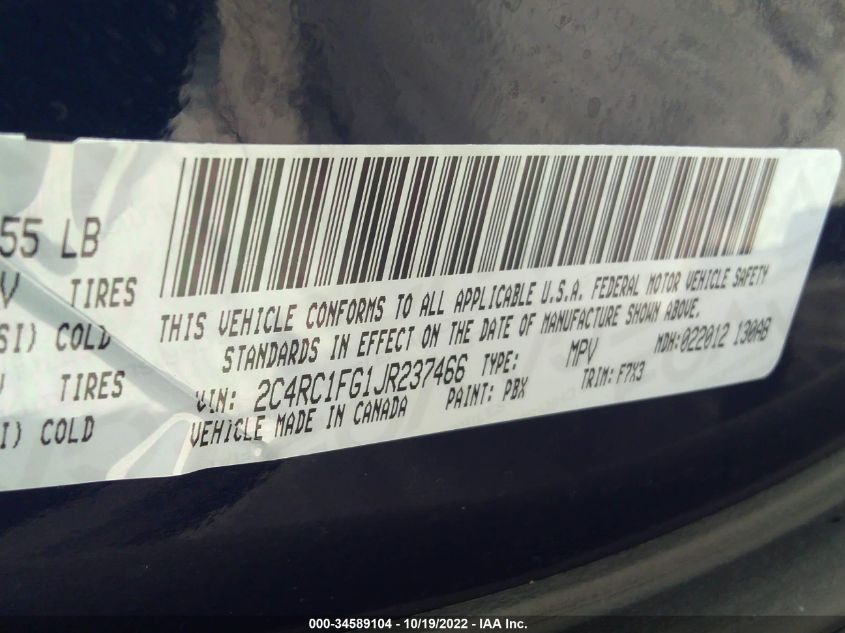 55 LB
V TIRES
SI) COLD
TIRES
I) COLD
THIS VEHICLE CONFORMS TO ALL APPLICABLE U.S.A. FEDERAL MOTOR VEHICLE SAFETY
STANDARDS IN EFFECT ON THE DATE OF MANUFACTURE SHOWN ABOVE.
VIN: 2C4RC1FG1JR237466 TYPE: MPV MDH:022012 130AB
VEHICLE MADE IN CANADA PAINT: PBX TRIM: F7X3
000-34589104 - 10/19/2022 - IAA Inc.